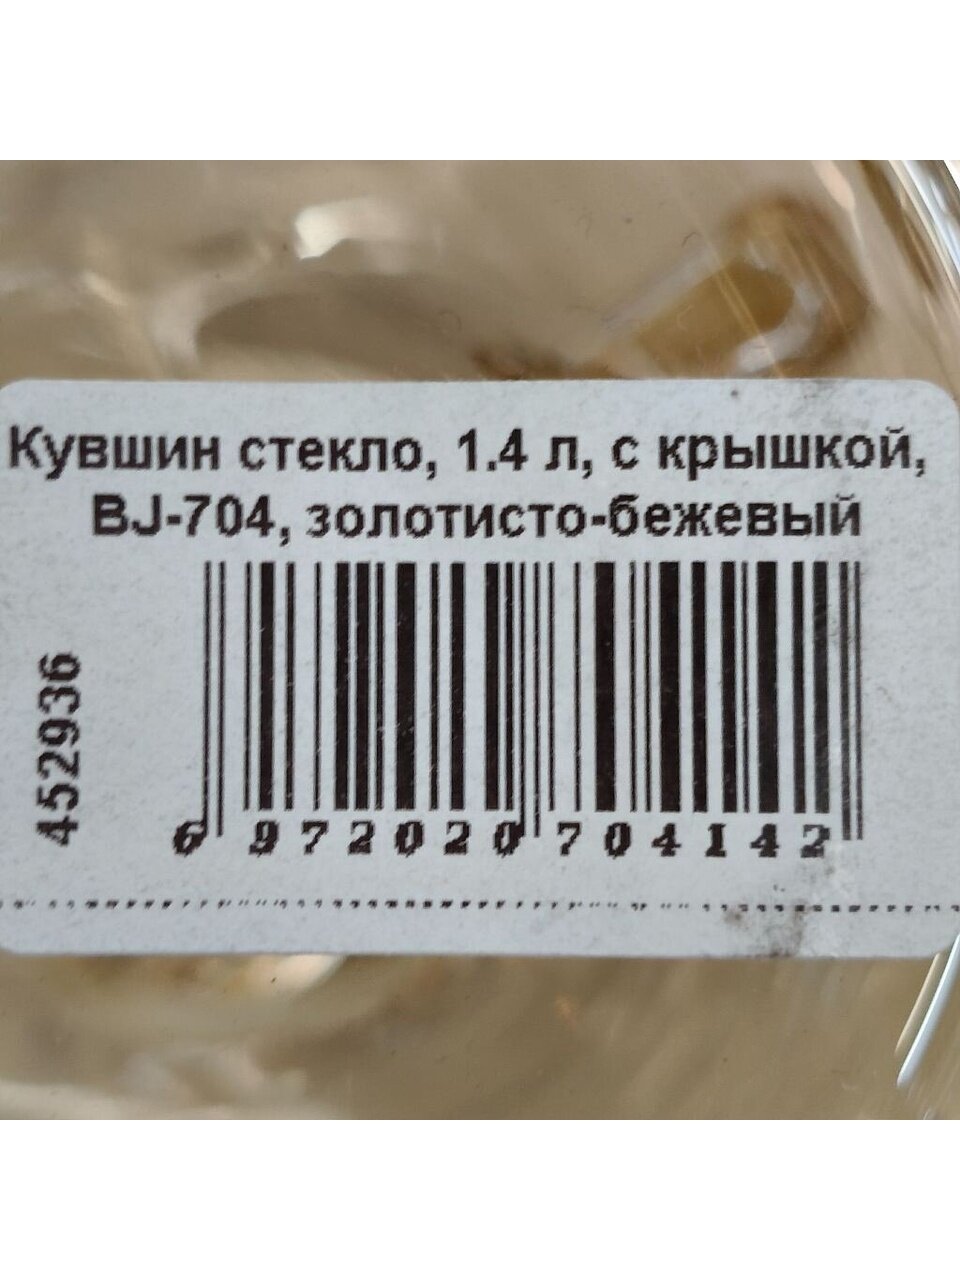 Кувшин стекло, 1.4 л, с крышкой,
BJ-704, золотисто-бежевый
452936
6 972020 704142